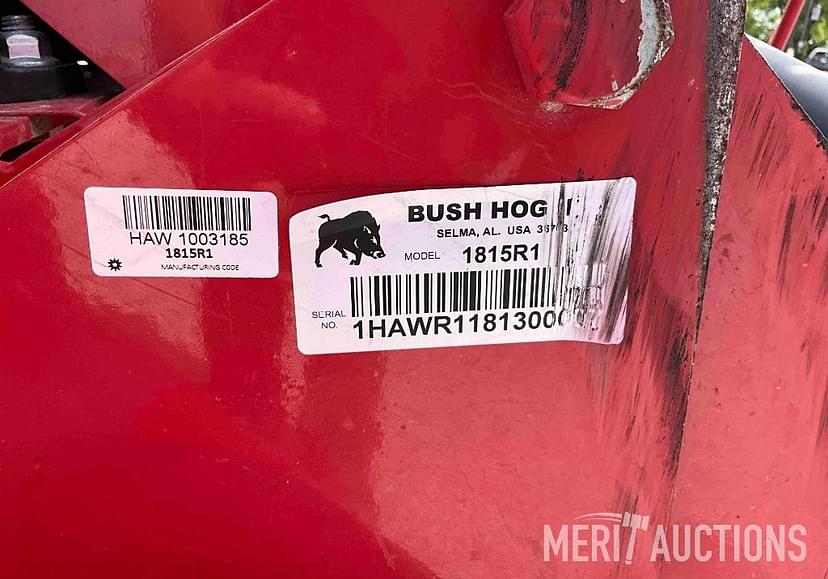 HAW 1003185
1815R1
MANUFACTURING CODE
BUSH HOG
SELMA, AL. USA
MODEL 1815R1
SERIAL NO.
MERIT AUCTIONS